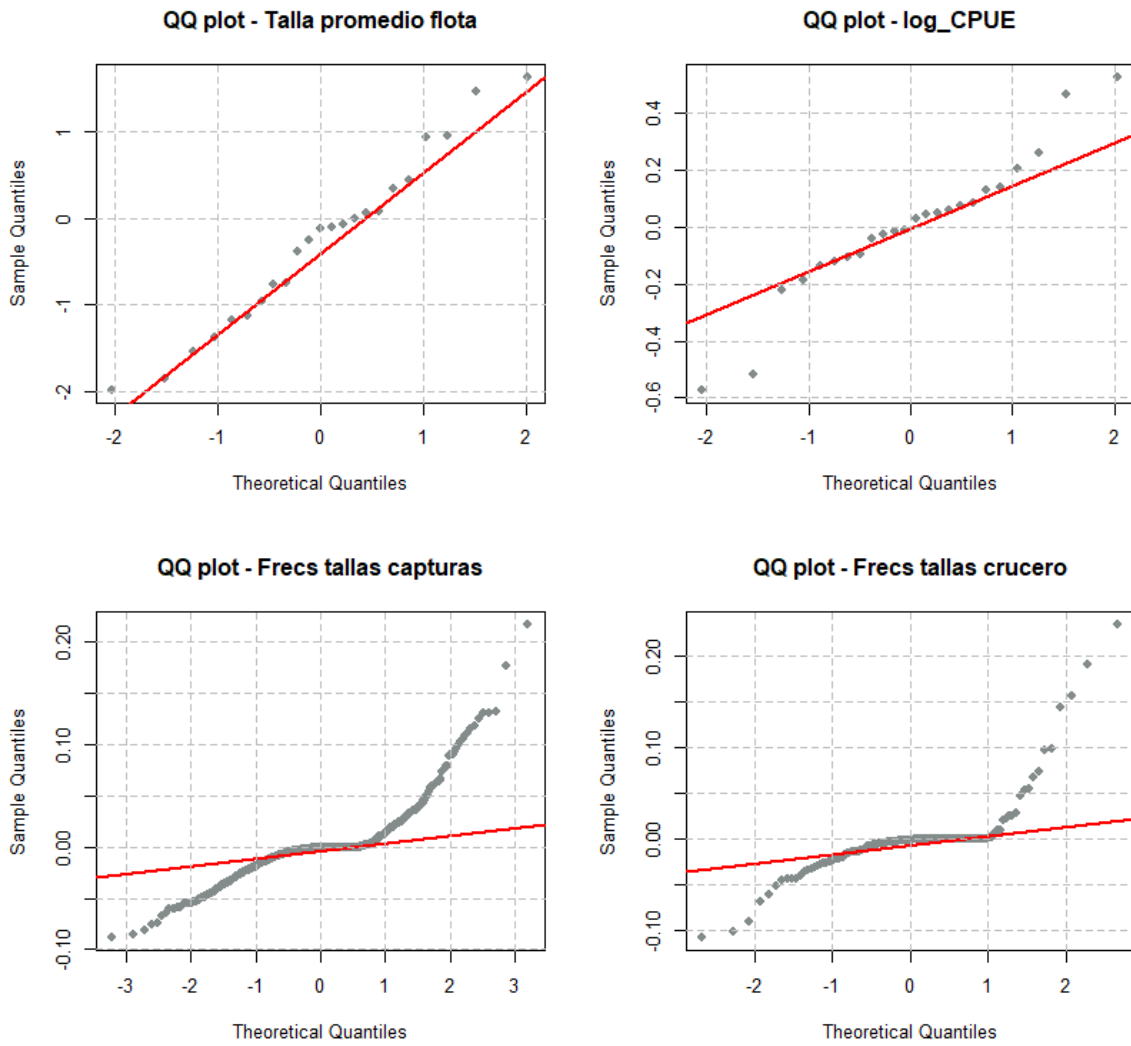 QQ plot - Talla promedio flota
Sample Quantiles
1
0
-1
-2
-2 -1 0 1 2
Theoretical Quantiles
QQ plot - log_CPUE
Sample Quantiles
0.4
0.2
0.0
-0.2
-0.4
-0.6
-2 -1 0 1 2
Theoretical Quantiles
QQ plot - Frecs tallas capturas
Sample Quantiles
0.20
0.10
0.00
-0.10
-3 -2 -1 0 1 2 3
Theoretical Quantiles
QQ plot - Frecs tallas crucero
Sample Quantiles
0.20
0.10
0.00
-0.10
-2 -1 0 1 2
Theoretical Quantiles